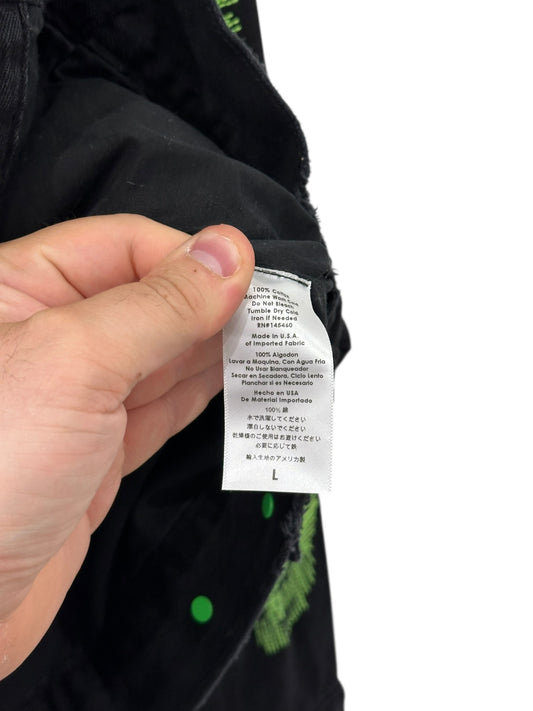 100% Cotton
Machine Wash Cold
Do Not Bleach
Tumble Dry Cold
Iron If Needed
RN#145460
Made in U.S.A.
of Imported Fabric
100% Algodon
Lavar a Maquina, Con Agua Fria
No Usar Blanqueador
Secar en Secadora, Ciclo Lento
Planchar si es Necesario
Hecho en USA
De Material Importado
100% 綿
水で洗濯してください
漂白しないでください
乾燥様のご使用はお避けください
必要に応じて鉄
輸入生地のアメリカ製
L